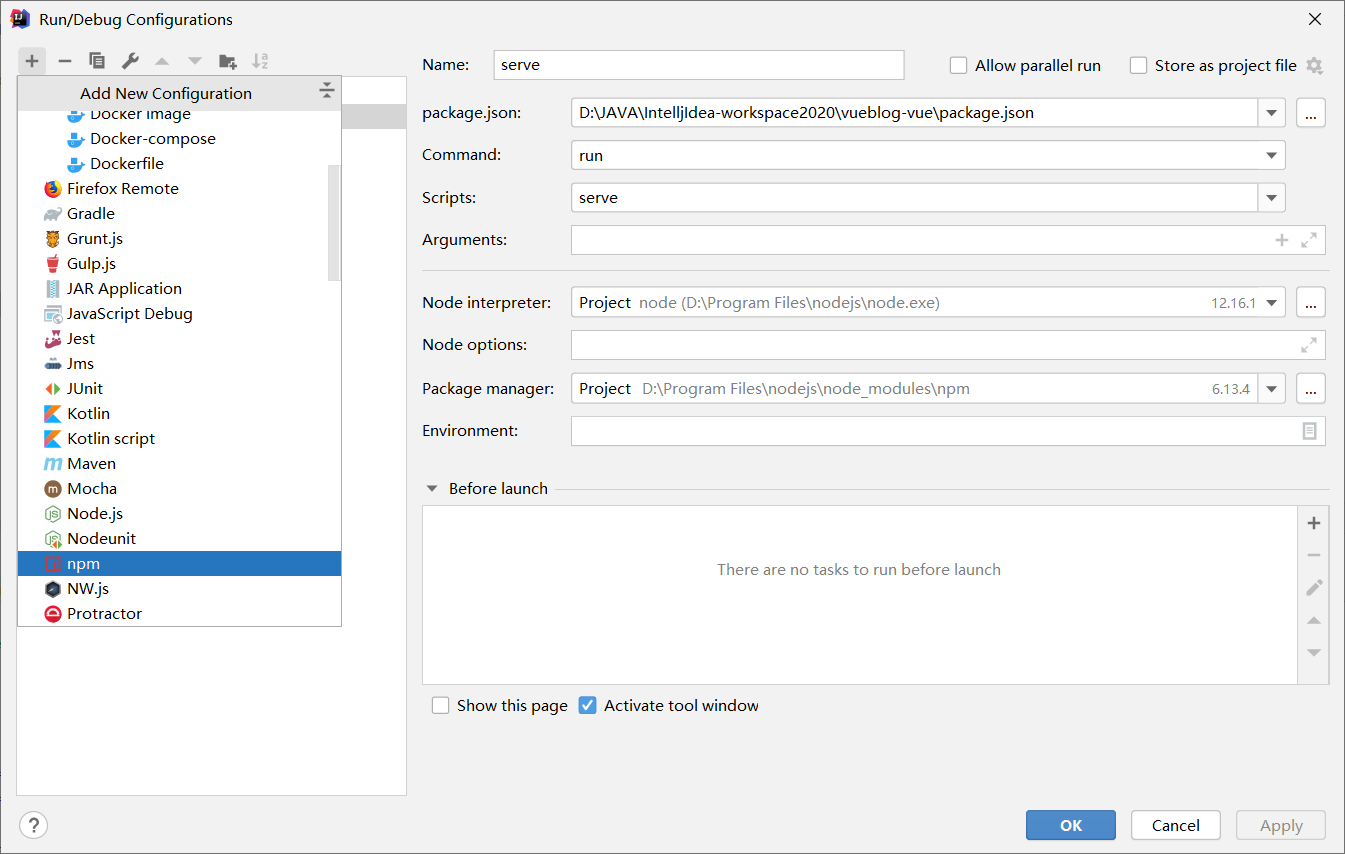 Run/Debug Configurations
Add New Configuration
Docker Image
Docker-compose
Dockerfile
Firefox Remote
Gradle
Grunt.js
Gulp.js
JAR Application
JavaScript Debug
Jest
Jms
JUnit
Kotlin
Kotlin script
Maven
Mocha
Node.js
Nodeunit
npm
NW.js
Protractor
Name: serve Allow parallel run Store as project file
package.json: D:\JAVA\IntelljIdea-workspace2020\vueblog-vue\package.json ...
Command: run
Scripts: serve
Arguments:
Node interpreter: Project node (D:\Program Files\nodejs\node.exe) 12.16.1 ...
Node options:
Package manager: Project D:\Program Files\nodejs\node_modules\npm 6.13.4 ...
Environment:
Before launch
There are no tasks to run before launch
Show this page Activate tool window
? OK Cancel Apply